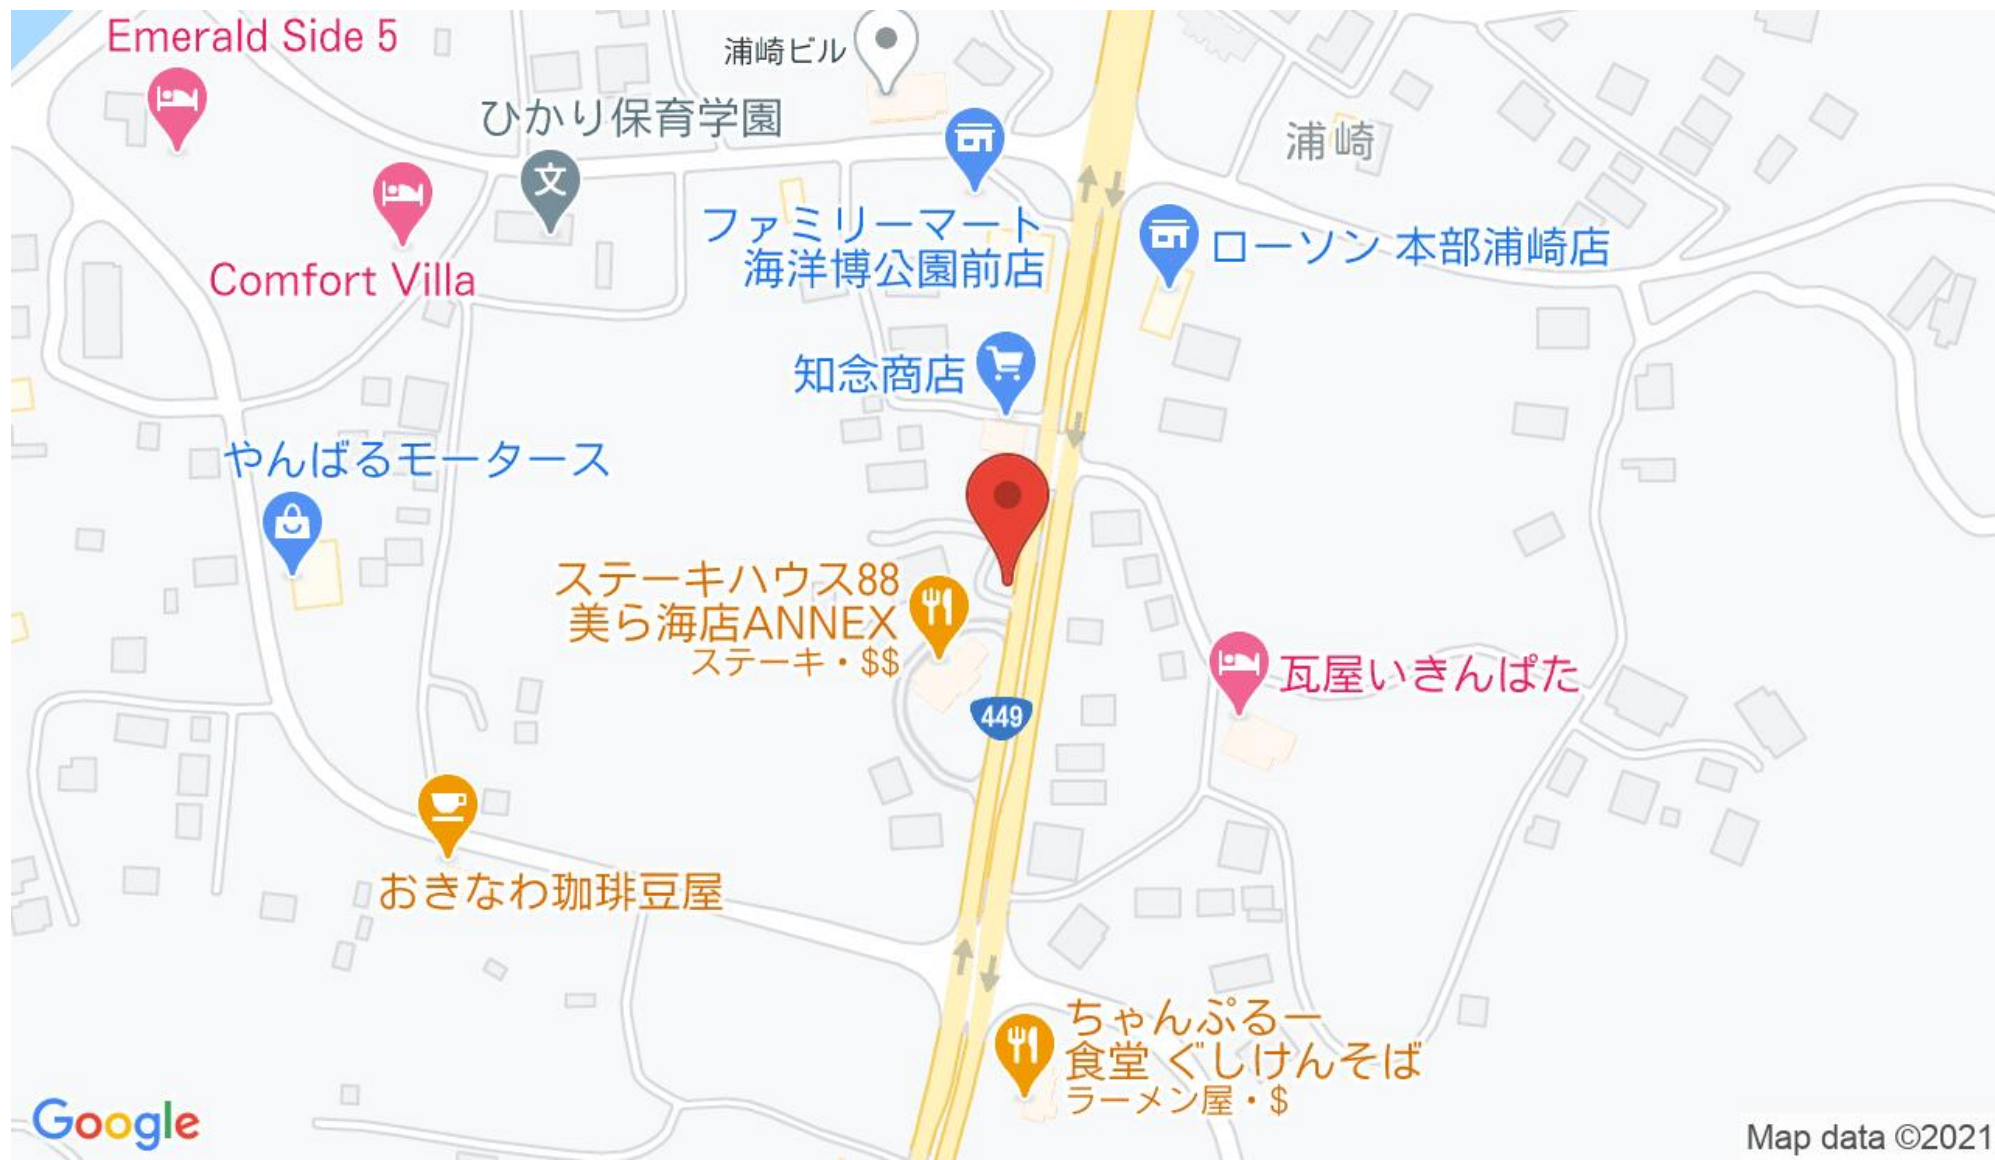 Emerald Side 5
浦崎ビル
ひかり保育学園
文
浦崎
ファミリーマート
海洋博公園前店
ローソン 本部浦崎店
Comfort Villa
知念商店
やんばるモータース
ステーキハウス88
美ら海店ANNEX
ステーキ・$$
瓦屋いきんぱた
449
おきなわ珈琲豆屋
ちゃんぷるー
食堂 ぐしけんそば
ラーメン屋・$
Google
Map data ©2021